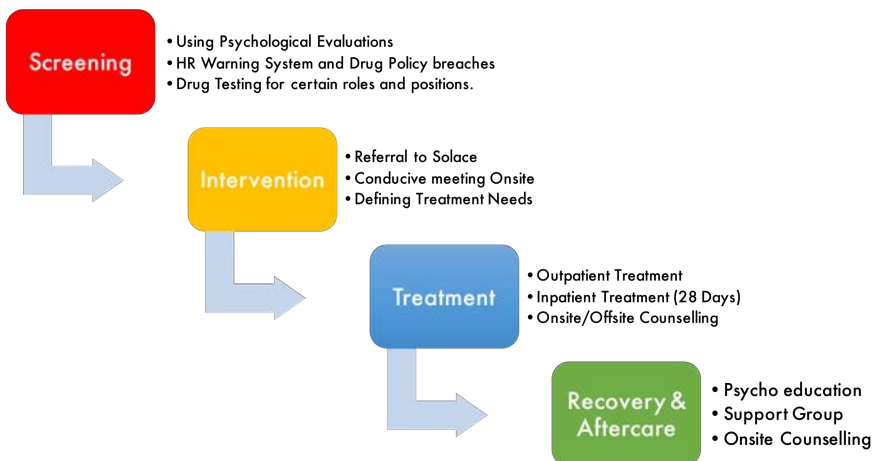 Screening
• Using Psychological Evaluations
• HR Warning System and Drug Policy breaches
• Drug Testing for certain roles and positions.
Intervention
• Referral to Solace
• Conducive meeting Onsite
• Defining Treatment Needs
Treatment
• Outpatient Treatment
• Inpatient Treatment (28 Days)
• Onsite/Offsite Counselling
Recovery &
Aftercare
• Psycho education
• Support Group
• Onsite Counselling